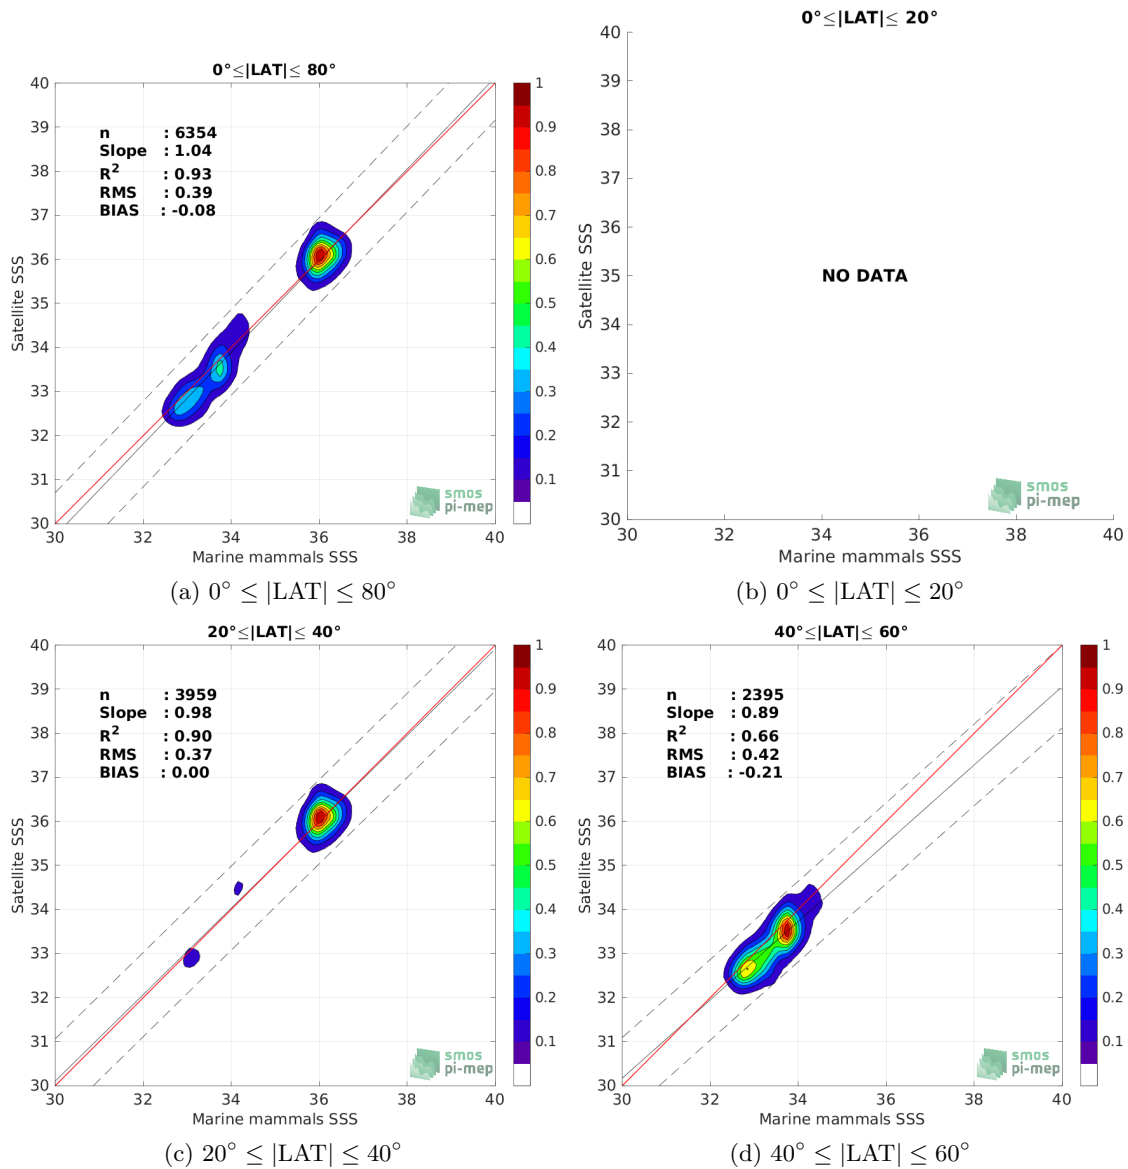 0°≤|LAT|≤ 80°
40
39
38
37
36
35
34
33
32
31
30
Satellite SSS
n : 6354
Slope : 1.04
R² : 0.93
RMS : 0.39
BIAS : -0.08
smos
pi-mep
30 32 34 36 38 40
Marine mammals SSS
1
0.9
0.8
0.7
0.6
0.5
0.4
0.3
0.2
0.1
(a) 0° ≤ |LAT| ≤ 80°
0°≤|LAT|≤ 20°
40
39
38
37
36
35
34
33
32
31
30
Satellite SSS
NO DATA
smos
pi-mep
30 32 34 36 38 40
Marine mammals SSS
(b) 0° ≤ |LAT| ≤ 20°
20°≤|LAT|≤ 40°
40
39
38
37
36
35
34
33
32
31
30
Satellite SSS
n : 3959
Slope : 0.98
R² : 0.90
RMS : 0.37
BIAS : 0.00
smos
pi-mep
30 32 34 36 38 40
Marine mammals SSS
1
0.9
0.8
0.7
0.6
0.5
0.4
0.3
0.2
0.1
(c) 20° ≤ |LAT| ≤ 40°
40°≤|LAT|≤ 60°
40
39
38
37
36
35
34
33
32
31
30
Satellite SSS
n : 2395
Slope : 0.89
R² : 0.66
RMS : 0.42
BIAS : -0.21
smos
pi-mep
30 32 34 36 38 40
Marine mammals SSS
1
0.9
0.8
0.7
0.6
0.5
0.4
0.3
0.2
0.1
(d) 40° ≤ |LAT| ≤ 60°